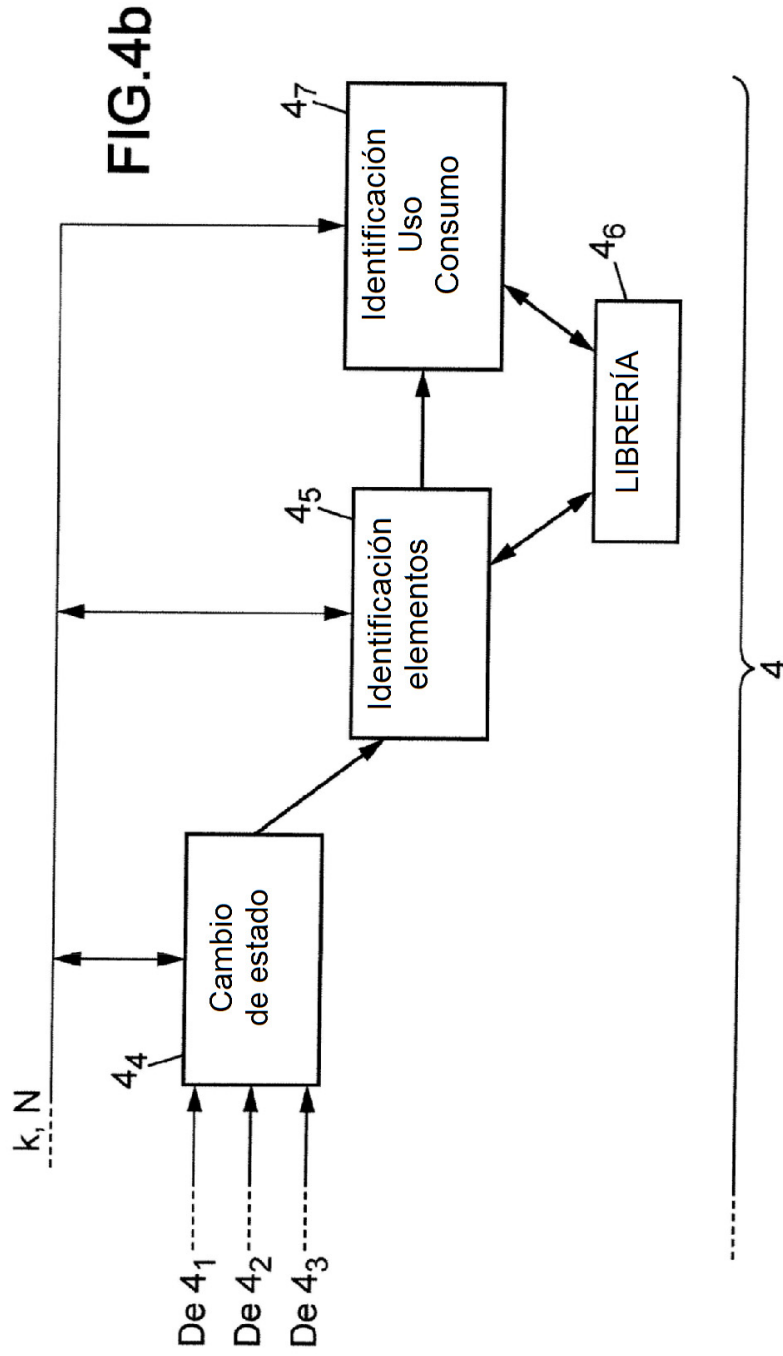 FIG.4b
k, N
De 4₁
De 4₂
De 4₃
4₄
Cambio
de estado
4₅
Identificación
elementos
4₇
Identificación
Uso
Consumo
4₆
LIBRERÍA
4